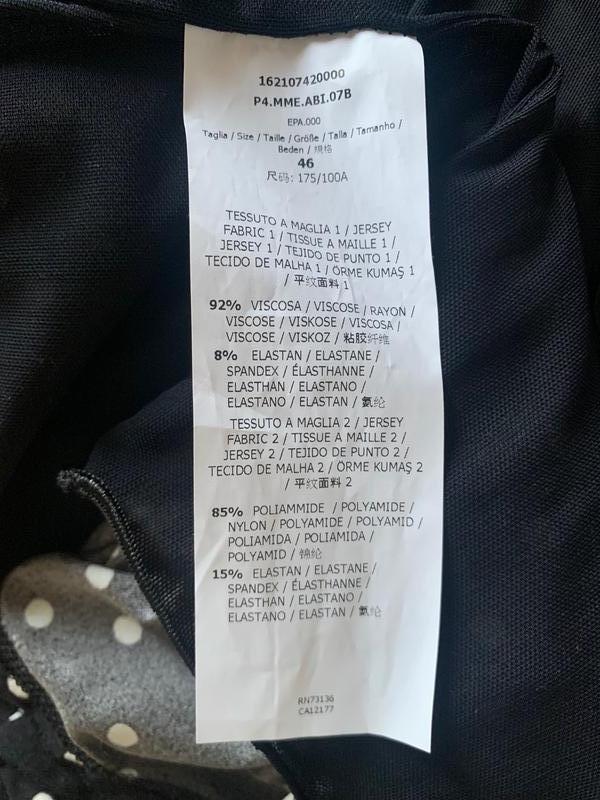 162107420000
P4.MME.ABI.07B
EPA.000
Taglia / Size / Taille / Größe / Talla / Tamanho /
Beden / 规格
46
尺码: 175/100A
TESSUTO A MAGLIA 1 / JERSEY
FABRIC 1 / TISSUE A MAILLE 1 /
JERSEY 1 / TEJIDO DE PUNTO 1 /
TECIDO DE MALHA 1 / ÖRME KUMAŞ 1
/ 平纹面料 1
92% VISCOSA / VISCOSE / RAYON /
VISCOSE / VISKOSE / VISCOSA /
VISCOSE / VISKOZ / 粘胶纤维
8% ELASTAN / ELASTANE /
SPANDEX / ÉLASTHANNE /
ELASTHAN / ELASTANO /
ELASTANO / ELASTAN / 氨纶
TESSUTO A MAGLIA 2 / JERSEY
FABRIC 2 / TISSUE A MAILLE 2 /
JERSEY 2 / TEJIDO DE PUNTO 2 /
TECIDO DE MALHA 2 / ÖRME KUMAŞ 2
/ 平纹面料 2
85% POLIAMMIDE / POLYAMIDE /
NYLON / POLYAMIDE / POLYAMID /
POLIAMIDA / POLIAMIDA /
POLYAMID / 锦纶
15% ELASTAN / ELASTANE /
SPANDEX / ÉLASTHANNE /
ELASTHAN / ELASTANO /
ELASTANO / ELASTAN / 氨纶
RN73136
CA12177